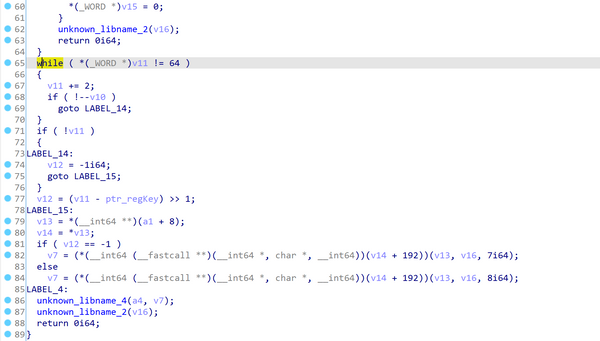 60 *(_WORD *)v15 = 0;
61 }
62 unknown_libname_2(v16);
63 return 0i64;
64 }
65 while ( *(_WORD *)v11 != 64 )
66 {
67 v11 += 2;
68 if ( !--v10 )
69 goto LABEL_14;
70 }
71 if ( !v11 )
72 {
73 LABEL_14:
74 v12 = -1i64;
75 goto LABEL_15;
76 }
77 v12 = (v11 - ptr_regKey) >> 1;
78 LABEL_15:
79 v13 = *(__int64 **)(a1 + 8);
80 v14 = *v13;
81 if ( v12 == -1 )
82 v7 = (*(__int64 (__fastcall **)(__int64 *, char *, __int64))(v14 + 192))(v13, v16, 7i64);
83 else
84 v7 = (*(__int64 (__fastcall **)(__int64 *, char *, __int64))(v14 + 192))(v13, v16, 8i64);
85 LABEL_4:
86 unknown_libname_4(a4, v7);
87 unknown_libname_2(v16);
88 return 0i64;
89 }